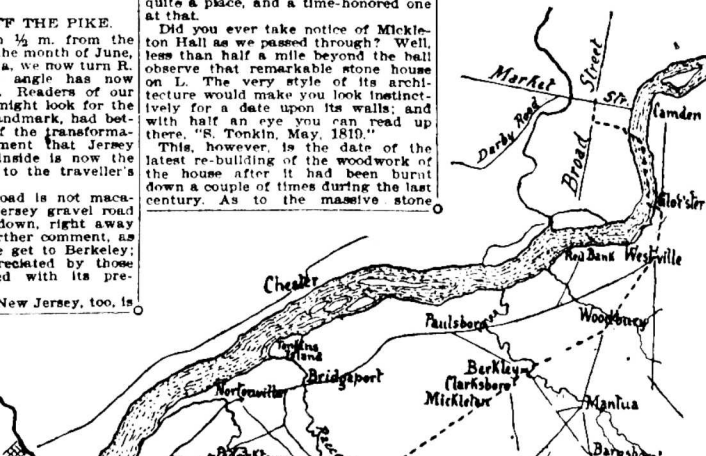 FF THE PIKE.
½ m. from the
the month of June,
a, we now turn R.
angle has now
Readers of our
might look for the
landmark, had bet-
f the transforma-
ment that Jersey
inside is now the
to the traveller's
oad is not maca-
ersey gravel road
down, right away
rther comment, as
e get to Berkeley;
reciated by those
ed with its pre-
New Jersey, too, is
quite a place, and a time-honored one
at that.
Did you ever take notice of Mickle-
ton Hall as we passed through? Well,
less than half a mile beyond the hall
observe that remarkable stone house
on L. The very style of its archi-
tecture would make you look instinct-
ively for a date upon its walls; and
with half an eye you can read up
there, "S. Tonkin, May, 1819."
This, however, is the date of the
latest re-building of the woodwork of
the house after it had been burnt
down a couple of times during the last
century. As to the massive stone
Market Str.
Broad Street
Darby Road
Camden
Glot'ster
Red Bank
Westville
Chester
Paulsboro
Woodbury
Tonkins
Island
Bridgeport
Nortonville
Berkley
Clarksboro
Mickleton
Mantua
Barnsboro